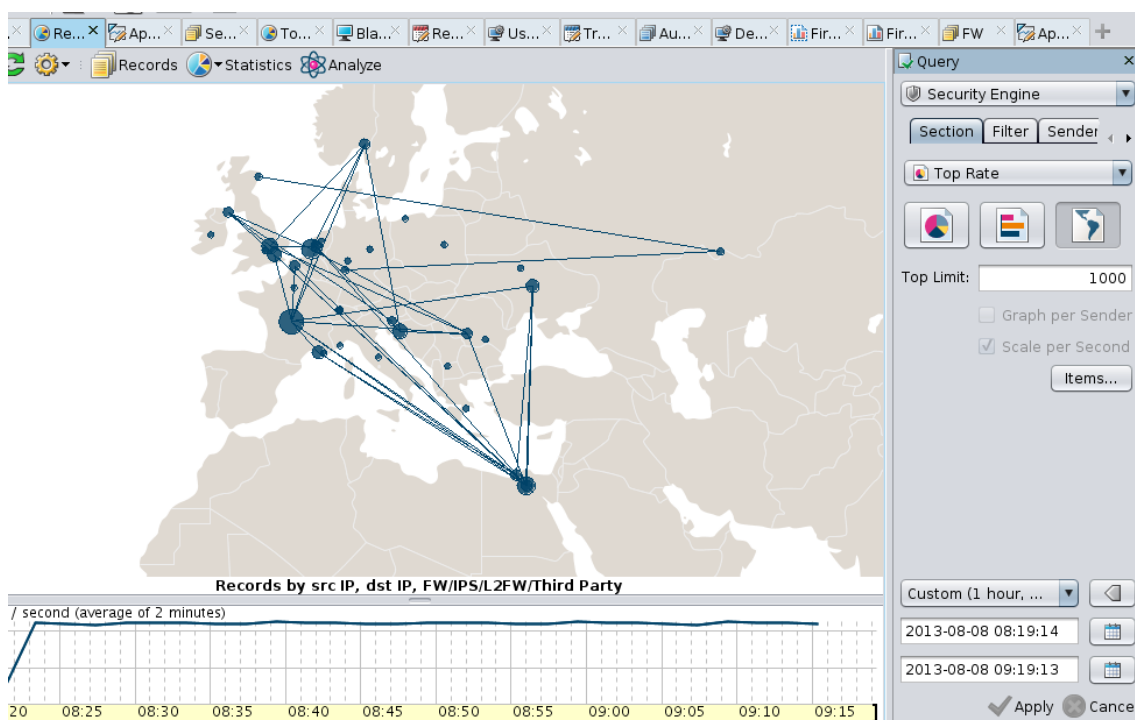 Re... Ap... Se... To... Bla... Re... Us... Tr... Au... De... Fir... Fir... FW Ap...
Records Statistics Analyze
Query
Security Engine
Section Filter Sender
Top Rate
Top Limit: 1000
Graph per Sender
Scale per Second
Items...
Records by src IP, dst IP, FW/IPS/L2FW/Third Party
/ second (average of 2 minutes)
20 08:25 08:30 08:35 08:40 08:45 08:50 08:55 09:00 09:05 09:10 09:15
Custom (1 hour, ...
2013-08-08 08:19:14
2013-08-08 09:19:13
Apply Cance